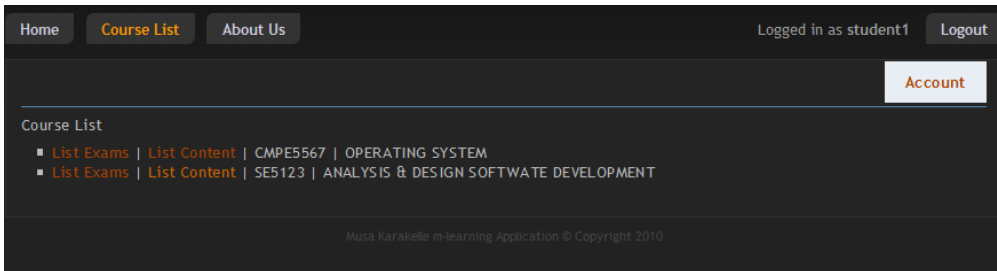 Home Course List About Us Logged in as student1 Logout
Account
Course List
List Exams | List Content | CMPE5567 | OPERATING SYSTEM
List Exams | List Content | SE5123 | ANALYSIS & DESIGN SOFTWATE DEVELOPMENT
Musa Karakelle m-learning Application © Copyright 2010